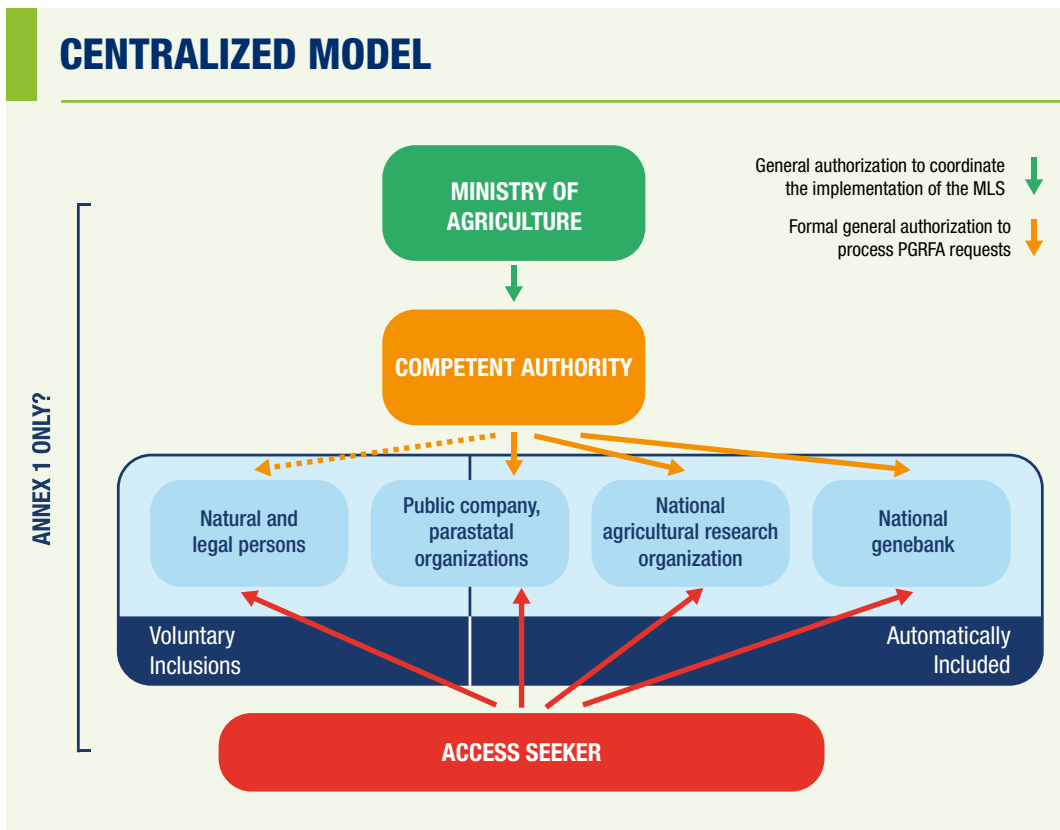 CENTRALIZED MODEL
MINISTRY OF
AGRICULTURE
General authorization to coordinate
the implementation of the MLS
Formal general authorization to
process PGRFA requests
COMPETENT AUTHORITY
ANNEX 1 ONLY?
Natural and
legal persons
Public company,
parastatal
organizations
National
agricultural research
organization
National
genebank
Voluntary
Inclusions
Automatically
Included
ACCESS SEEKER